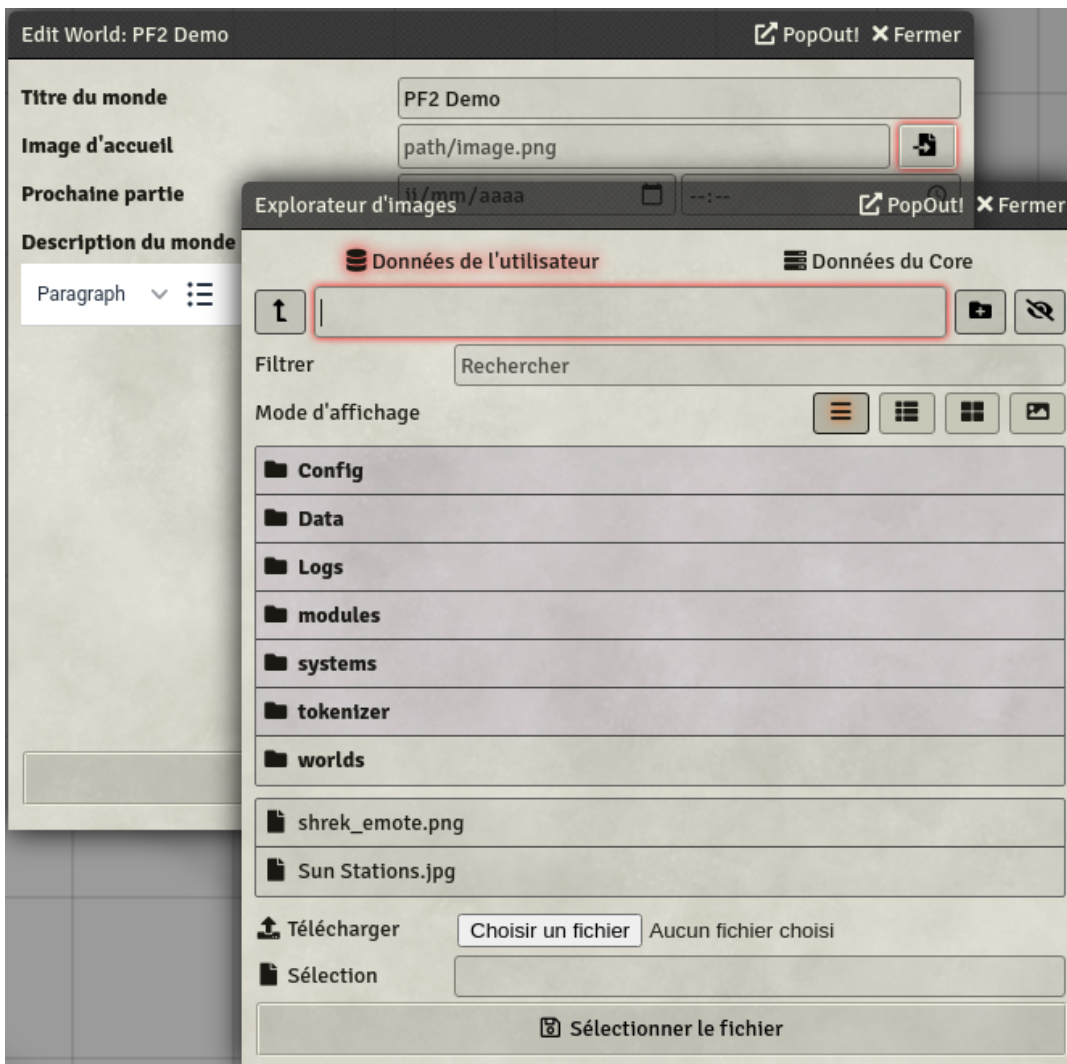 Edit World: PF2 Demo PopOut! Fermer
Titre du monde PF2 Demo
Image d'accueil path/image.png
Prochaine partie jj/mm/aaaa --:--
Description du monde
Paragraph
Explorateur d'images PopOut! Fermer
Données de l'utilisateur Données du Core
Filtrer Rechercher
Mode d'affichage
Config
Data
Logs
modules
systems
tokenizer
worlds
shrek_emote.png
Sun Stations.jpg
Télécharger Choisir un fichier Aucun fichier choisi
Sélection
Sélectionner le fichier